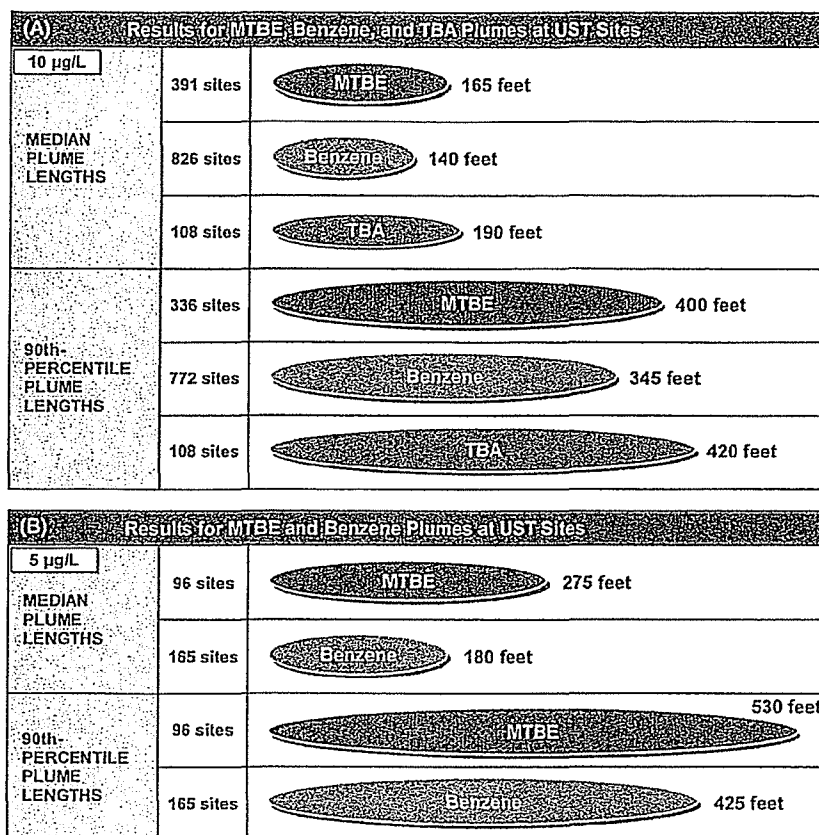 (A) Results for MTBE, Benzene, and TBA Plumes at UST Sites
10 µg/L
MEDIAN
PLUME
LENGTHS
391 sites
MTBE
165 feet
826 sites
Benzene
140 feet
108 sites
TBA
190 feet
90th-
PERCENTILE
PLUME
LENGTHS
336 sites
MTBE
400 feet
772 sites
Benzene
345 feet
108 sites
TBA
420 feet
(B) Results for MTBE and Benzene Plumes at UST Sites
5 µg/L
MEDIAN
PLUME
LENGTHS
96 sites
MTBE
275 feet
165 sites
Benzene
180 feet
90th-
PERCENTILE
PLUME
LENGTHS
96 sites
MTBE
530 feet
165 sites
Benzene
425 feet